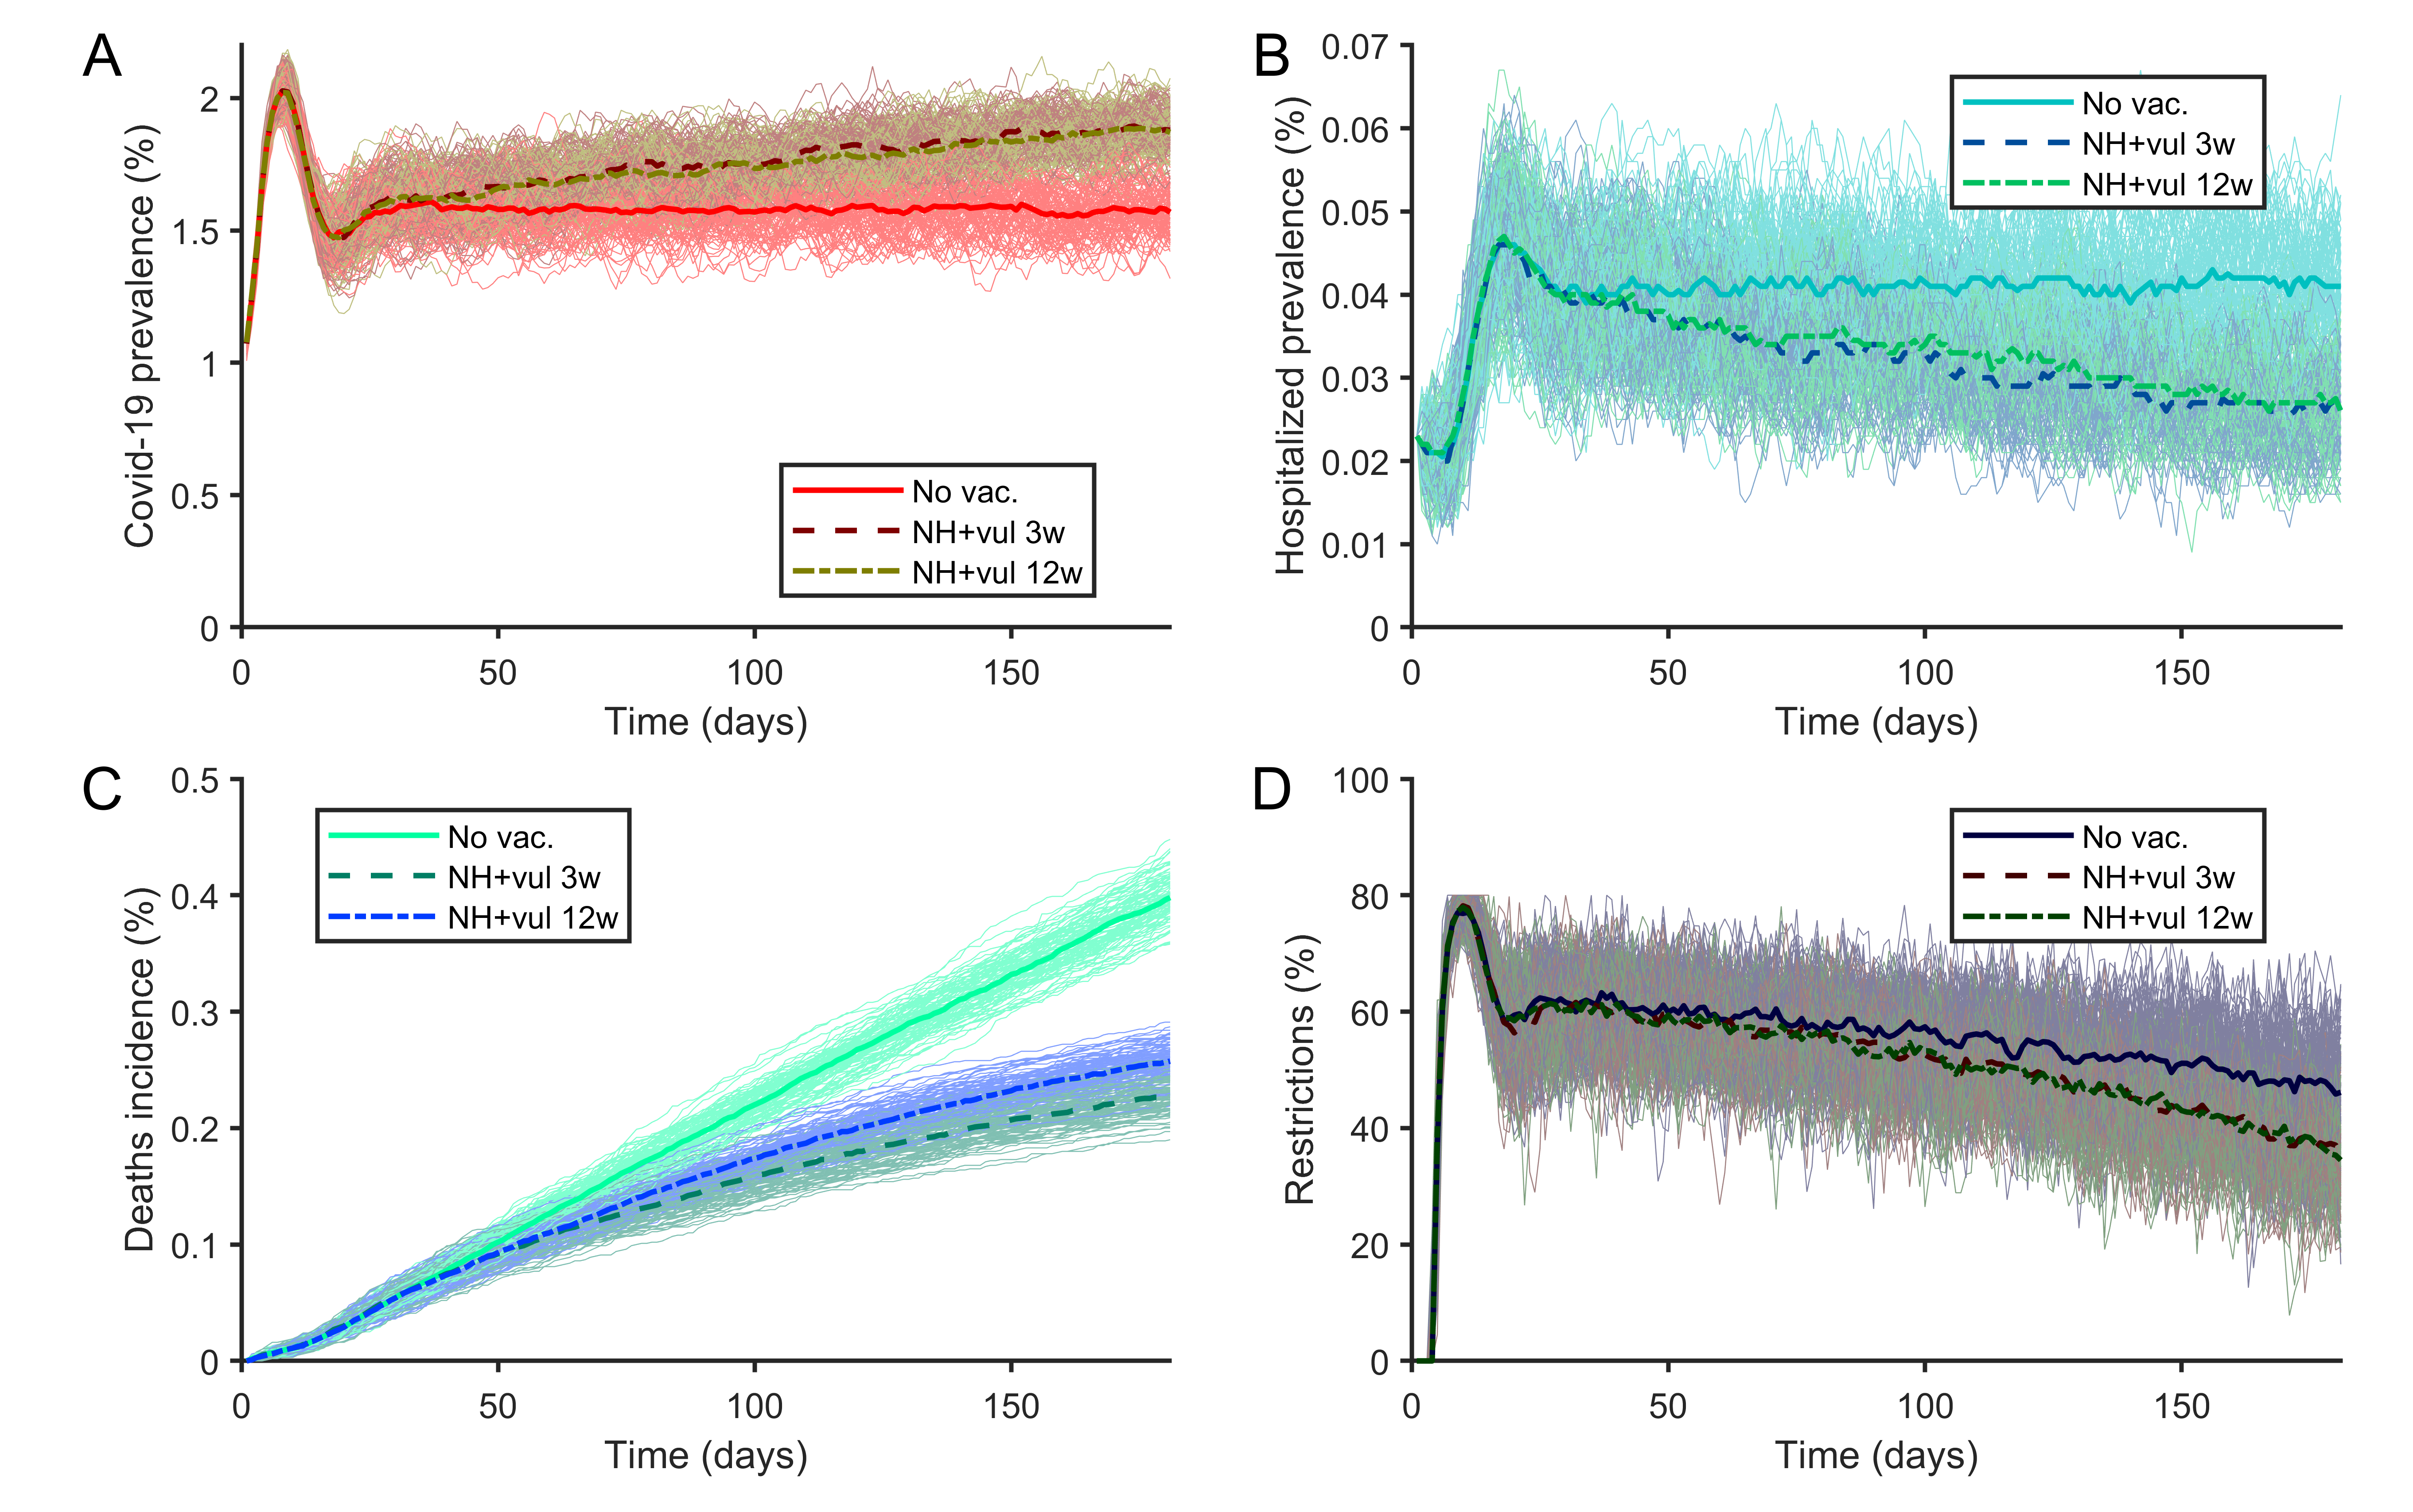 A
Covid-19 prevalence (%)
2
1.5
1
0.5
0
0 50 100 150
Time (days)
No vac.
NH+vul 3w
NH+vul 12w
B
Hospitalized prevalence (%)
0.07
0.06
0.05
0.04
0.03
0.02
0.01
0
0 50 100 150
Time (days)
No vac.
NH+vul 3w
NH+vul 12w
C
Deaths incidence (%)
0.5
0.4
0.3
0.2
0.1
0
0 50 100 150
Time (days)
No vac.
NH+vul 3w
NH+vul 12w
D
Restrictions (%)
100
80
60
40
20
0
0 50 100 150
Time (days)
No vac.
NH+vul 3w
NH+vul 12w